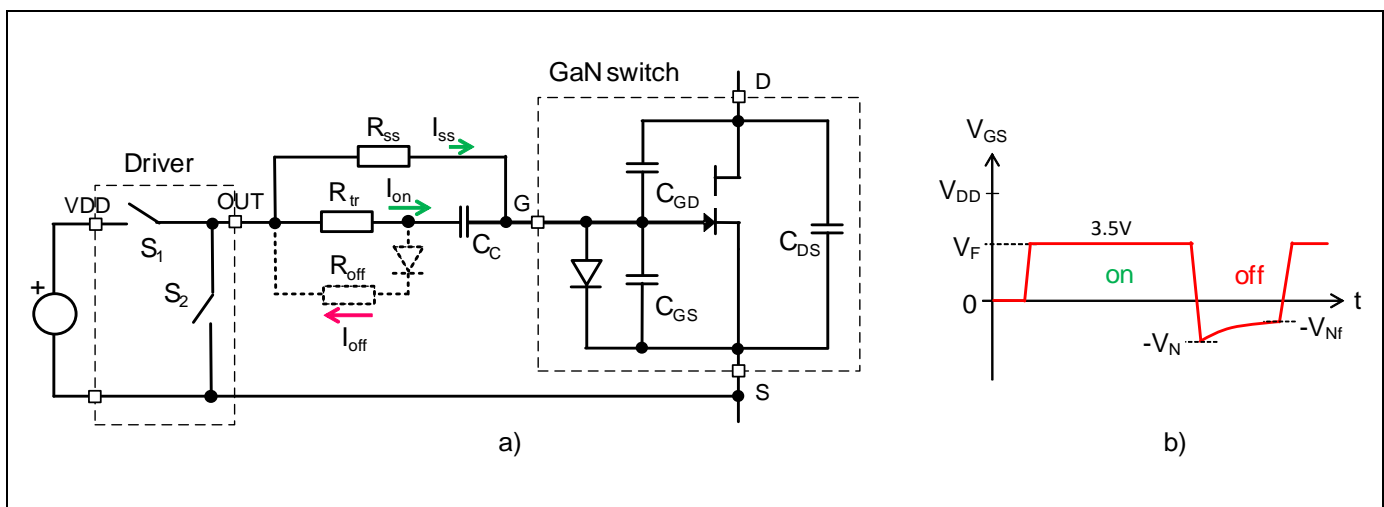 GaN switch
D
Rss
Iss
Driver
VDD
OUT
Rtr
Ion
G
CGD
CC
CDS
S1
Roff
S2
CGS
Ioff
+
S
a)
VGS
VDD
3.5V
VF
on
off
0
t
-VN
-VNf
b)